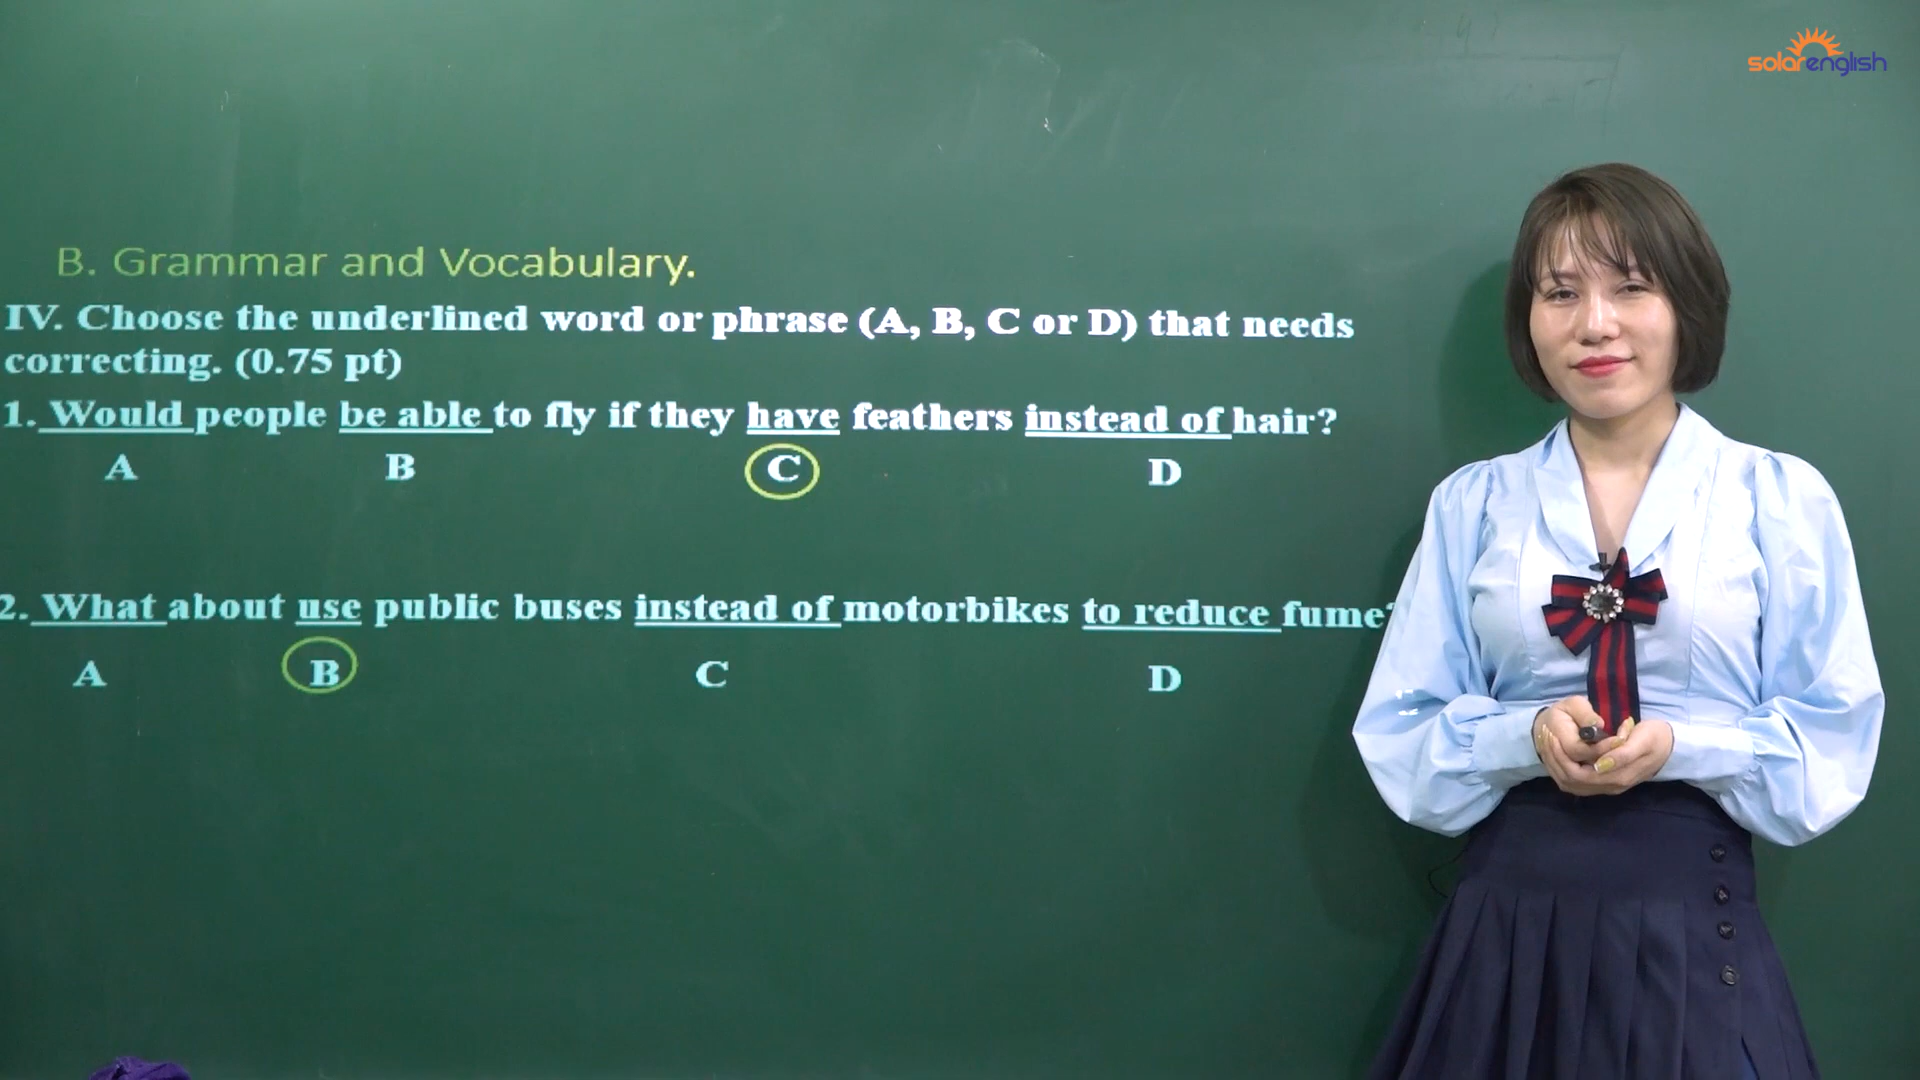 solarenglish
B. Grammar and Vocabulary.
IV. Choose the underlined word or phrase (A, B, C or D) that needs
correcting. (0.75 pt)
1. Would people be able to fly if they have feathers instead of hair?
A B C D
2. What about use public buses instead of motorbikes to reduce fume?
A B C D